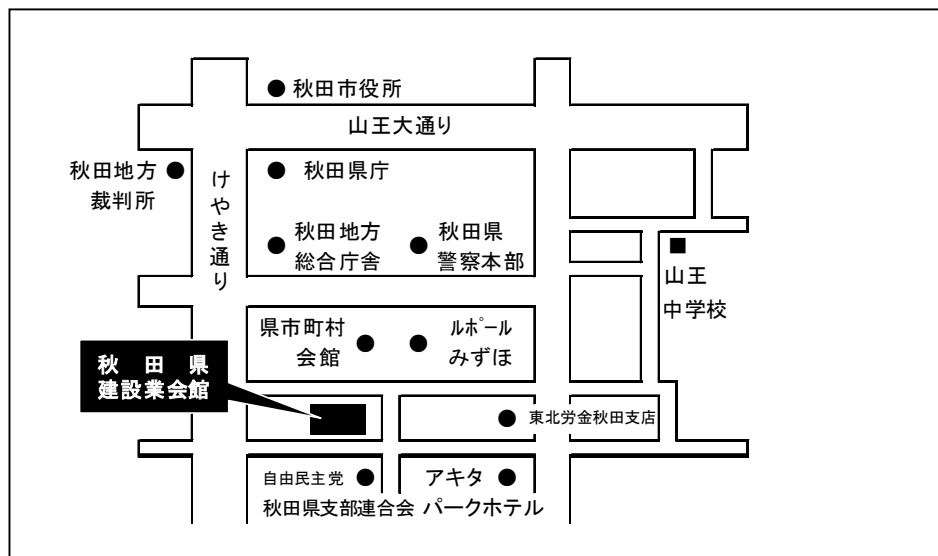 秋田市役所
山王大通り
秋田地方
裁判所
けやき通り
秋田県庁
秋田地方
総合庁舎
秋田県
警察本部
山王
中学校
県市町村
会館
ﾙﾎﾟｰﾙ
みずほ
秋田県
建設業会館
東北労金秋田支店
自由民主党
秋田県支部連合会
アキタ
パークホテル